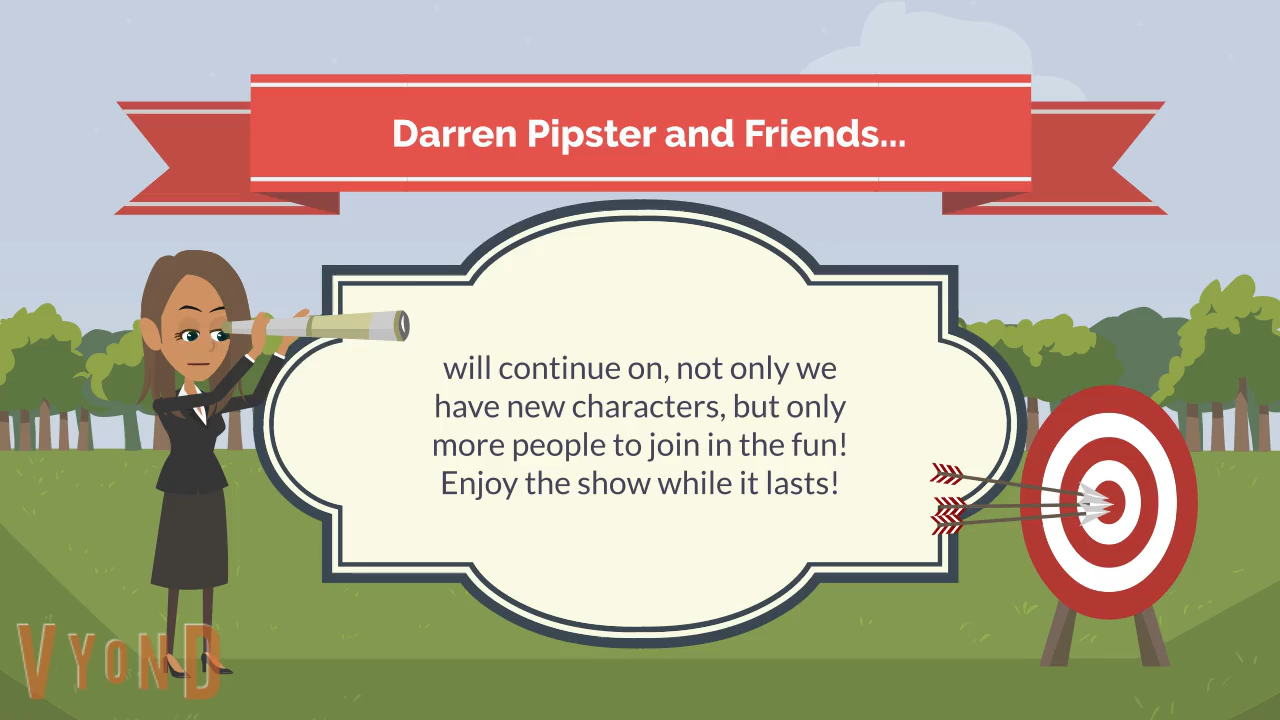 Darren Pipster and Friends...
will continue on, not only we
have new characters, but only
more people to join in the fun!
Enjoy the show while it lasts!
VYOND